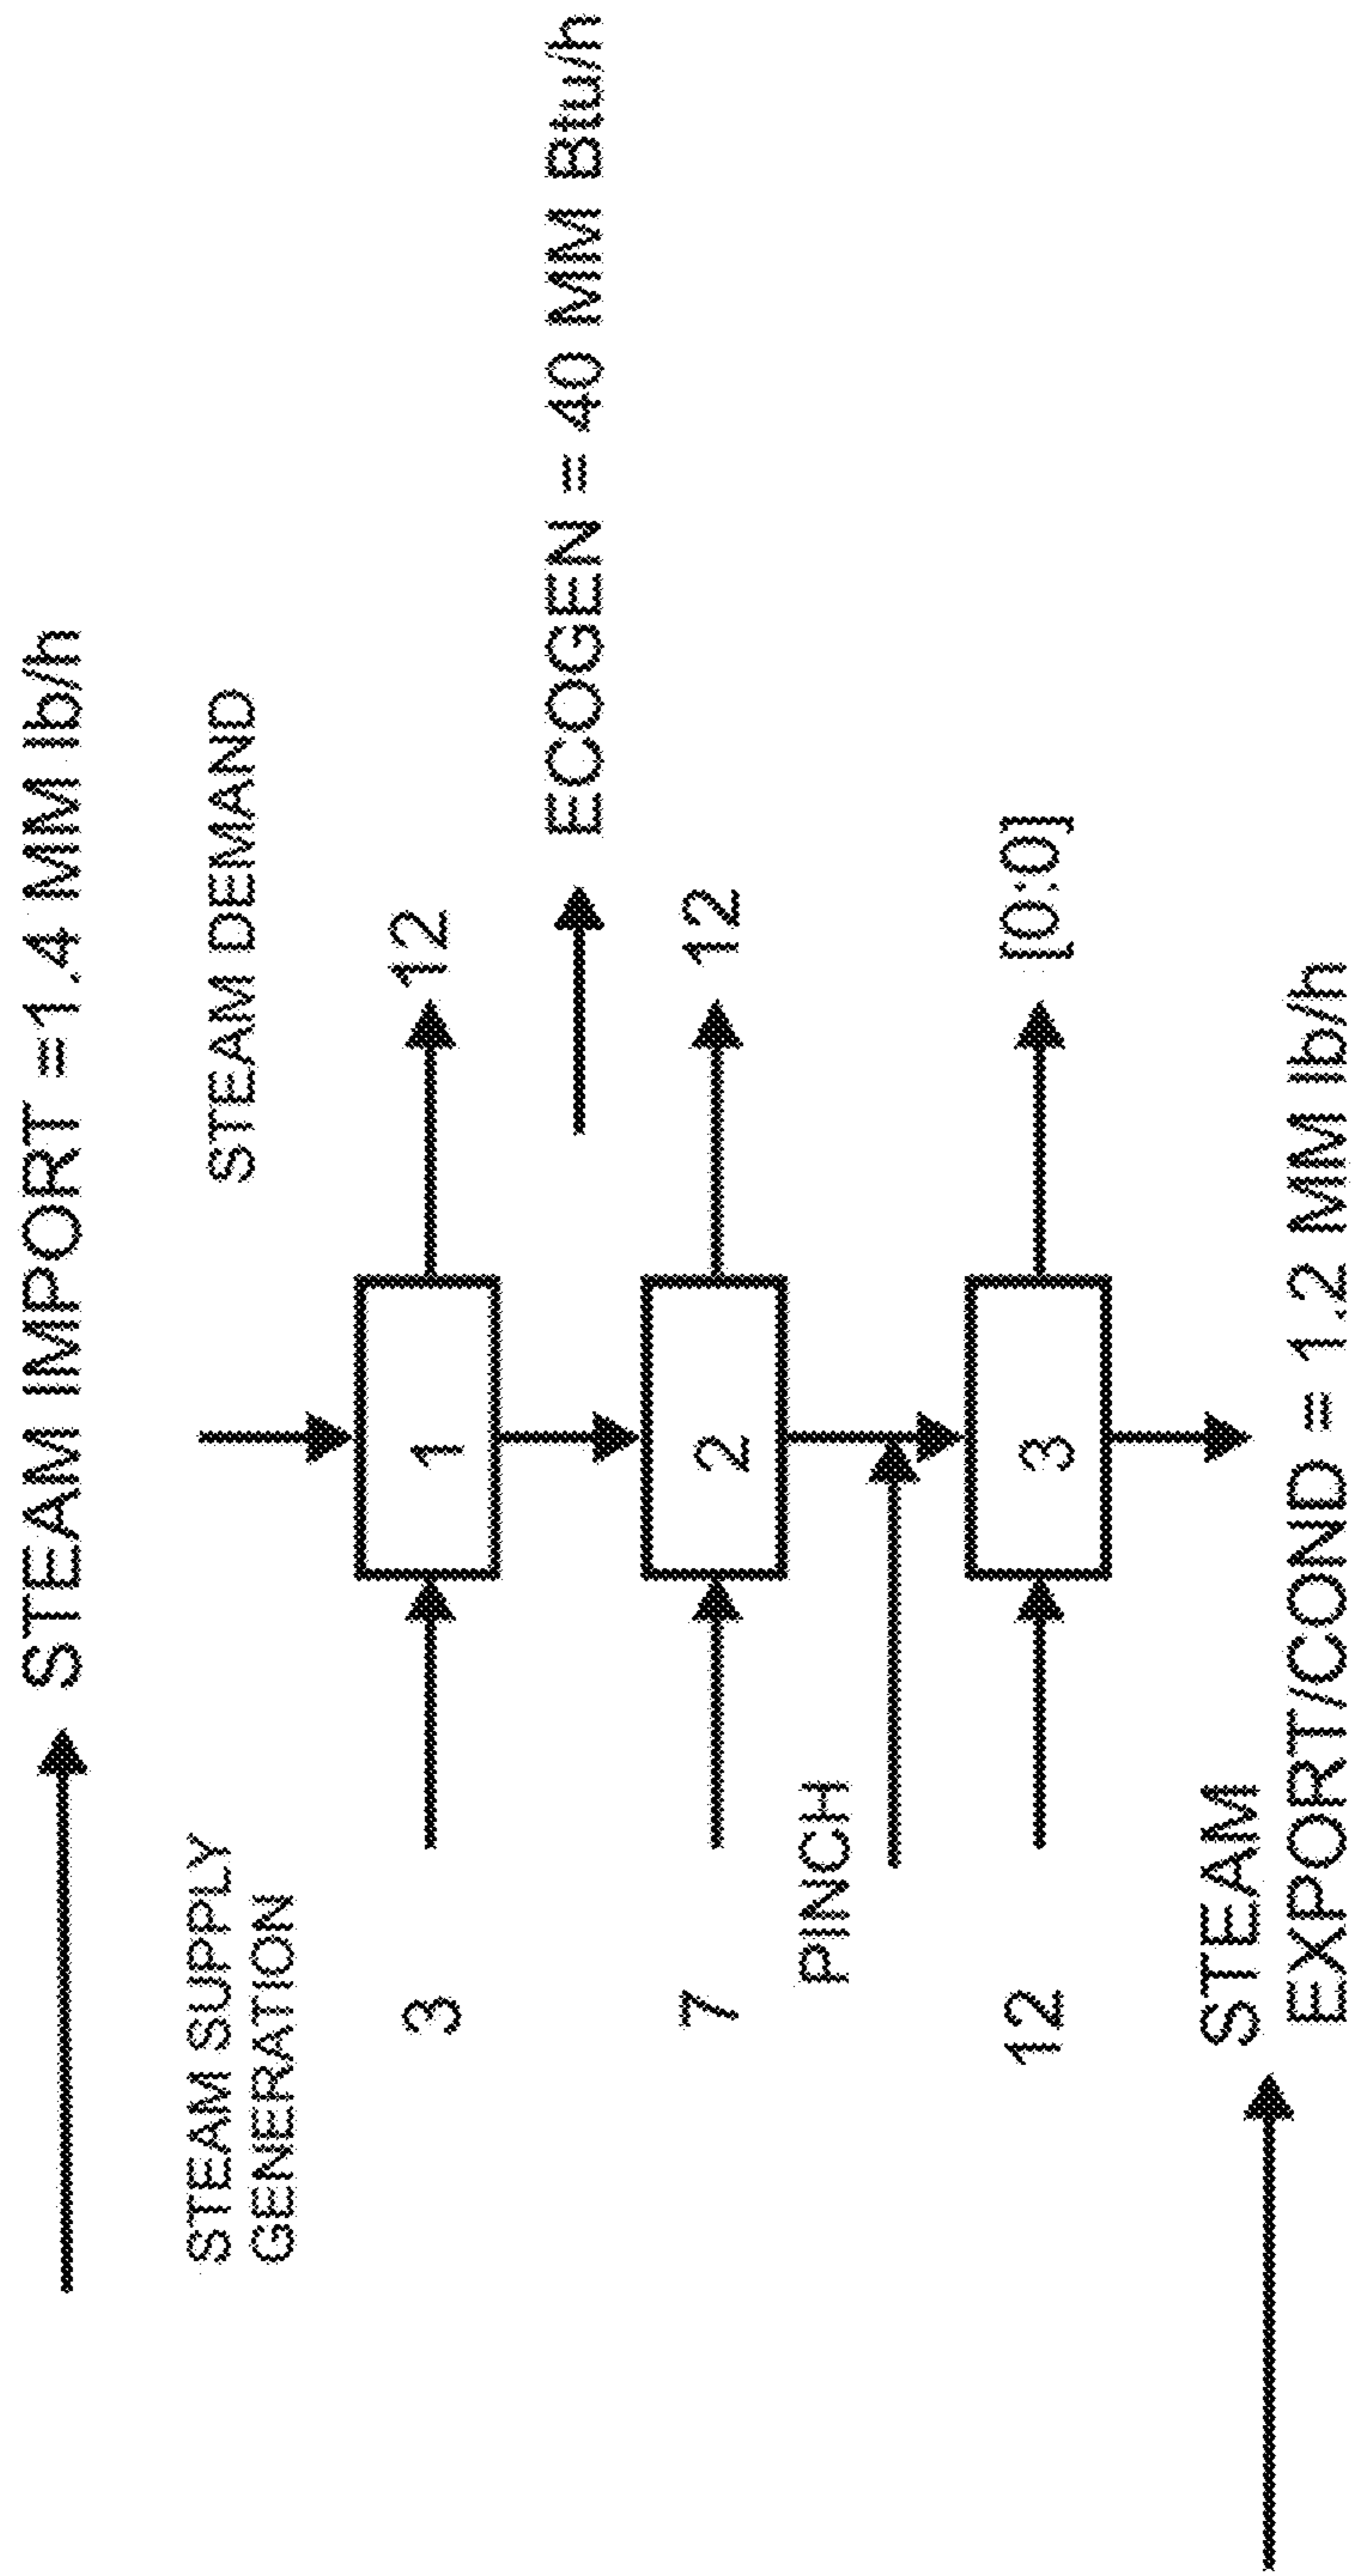 STEAM IMPORT =1.4 MM lb/h
STEAM SUPPLY
GENERATION
STEAM DEMAND
3
1
12
ECOGEN = 40 MM Btu/h
7
2
12
PINCH
12
3
[0:0]
STEAM
EXPORT/COND = 1.2 MM lb/h